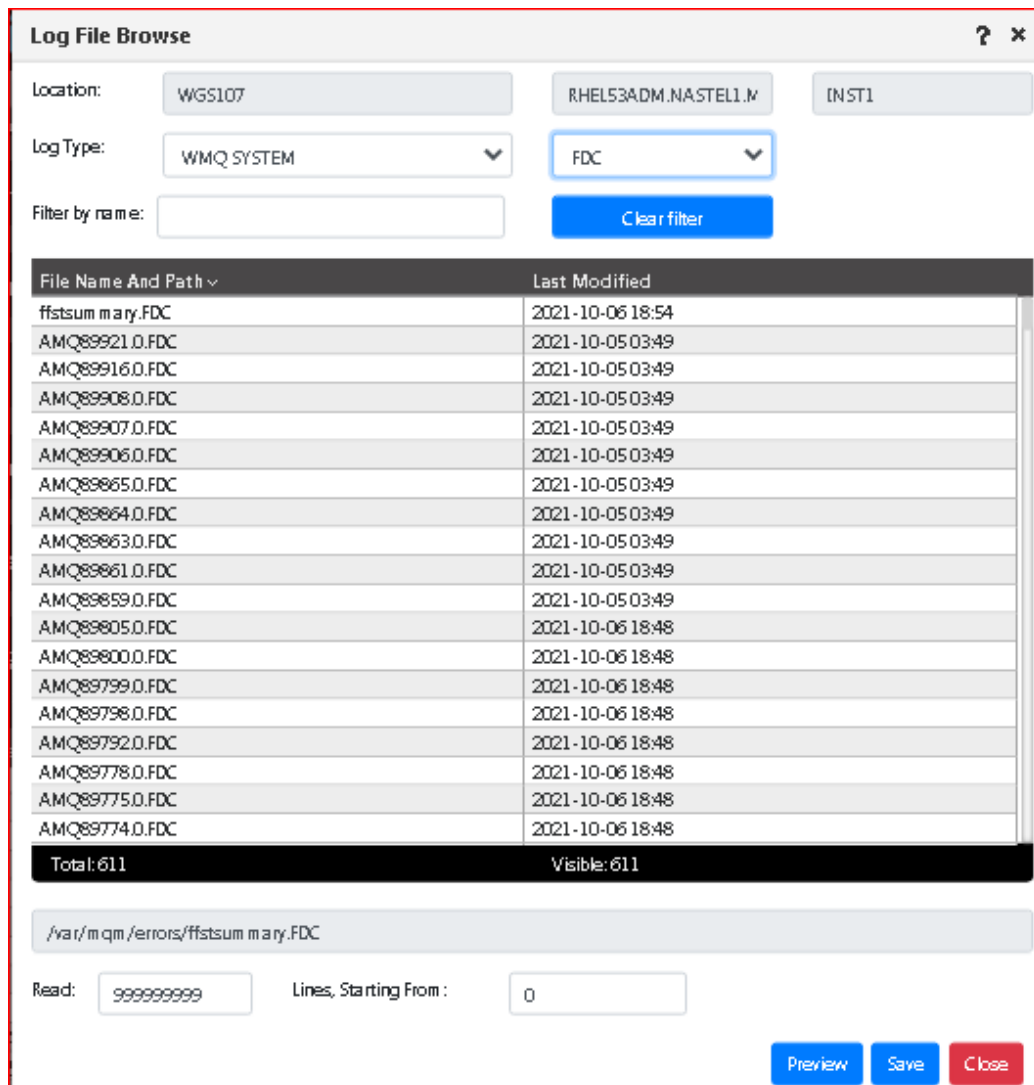 Log File Browse ? ×
Location: WGS107 RHEL53ADM.NASTEL1.M INST1
Log Type: WMQ SYSTEM FDC
Filter by name: Clear filter
File Name And Path Last Modified
ffstsummary.FDC 2021-10-06 18:54
AMQ89921.0.FDC 2021-10-05 03:49
AMQ89916.0.FDC 2021-10-05 03:49
AMQ89908.0.FDC 2021-10-05 03:49
AMQ89907.0.FDC 2021-10-05 03:49
AMQ89906.0.FDC 2021-10-05 03:49
AMQ89865.0.FDC 2021-10-05 03:49
AMQ89864.0.FDC 2021-10-05 03:49
AMQ89863.0.FDC 2021-10-05 03:49
AMQ89861.0.FDC 2021-10-05 03:49
AMQ89859.0.FDC 2021-10-05 03:49
AMQ89805.0.FDC 2021-10-06 18:48
AMQ89800.0.FDC 2021-10-06 18:48
AMQ89799.0.FDC 2021-10-06 18:48
AMQ89798.0.FDC 2021-10-06 18:48
AMQ89792.0.FDC 2021-10-06 18:48
AMQ89778.0.FDC 2021-10-06 18:48
AMQ89775.0.FDC 2021-10-06 18:48
AMQ89774.0.FDC 2021-10-06 18:48
Total: 611 Visible: 611
/var/mqm/errors/ffstsummary.FDC
Read: 999999999 Lines, Starting From: 0
Preview Save Close